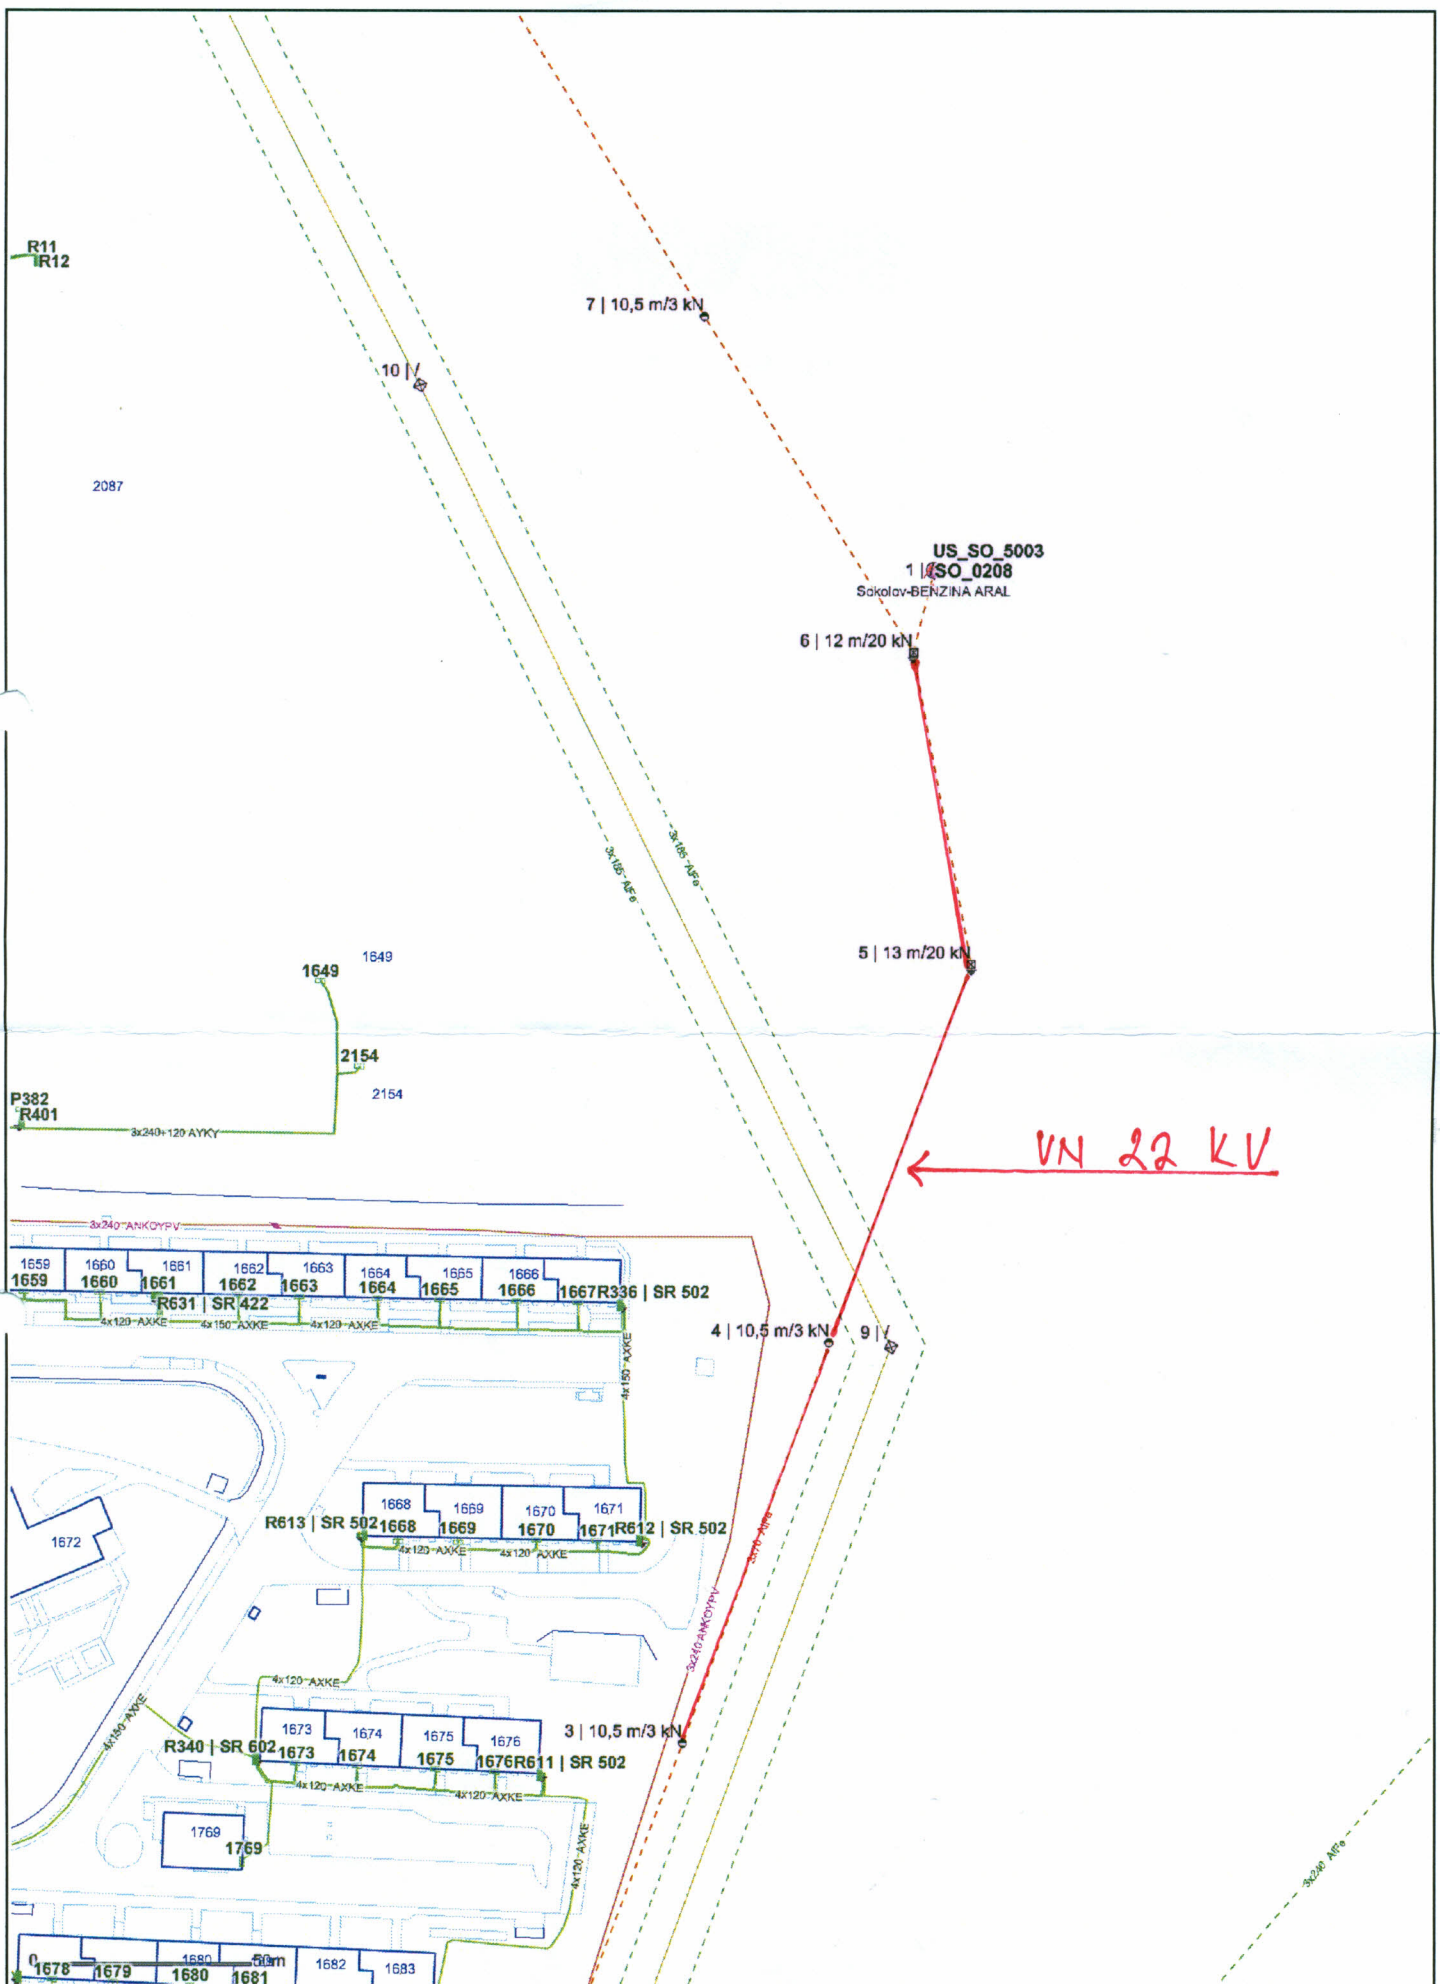 R11
R12
7 | 10,5 m/3 kN
10 | V
2087
US_SO_5003
1 | SO_0208
Sokolov-BENZINA ARAL
6 | 12 m/20 kN
3x185 AlFe
3x185 AlFe
5 | 13 m/20 kN
1649
1649
2154
2154
P382
R401
3x240+120 AYKY
VN 22 KV
3x240 ANKOYPV
1659 1660 1661 1662 1663 1664 1665 1666
1659 1660 1661 1662 1663 1664 1665 1666 1667 R336 | SR 502
R631 | SR 422
4x120 AXKE 4x150 AXKE 4x120 AXKE
4x150 AXKE
4 | 10,5 m/3 kN
9 | V
1668 1669 1670 1671
R613 | SR 502 1668 1669 1670 1671 R612 | SR 502
4x120 AXKE 4x120 AXKE
1672
3x70 AlFe
3x240 ANKOYPV
4x120 AXKE
4x150 AXKE
1673 1674 1675 1676
3 | 10,5 m/3 kN
R340 | SR 602 1673 1674 1675 1676 R611 | SR 502
4x120 AXKE 4x120 AXKE
1769
1769
4x120 AXKE
3x240 AlFe
1680 1682 1683
0 50m
1678 1679 1680 1681